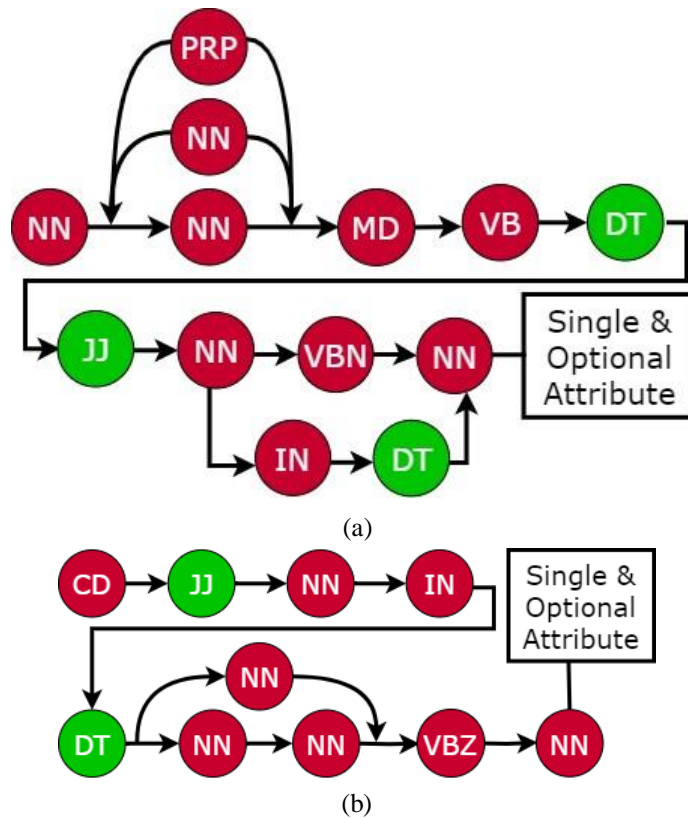 PRP
NN
NN NN MD VB DT
JJ NN VBN NN Single &
Optional
Attribute
IN DT
(a)
CD JJ NN IN Single &
Optional
Attribute
NN
DT NN NN VBZ NN
(b)